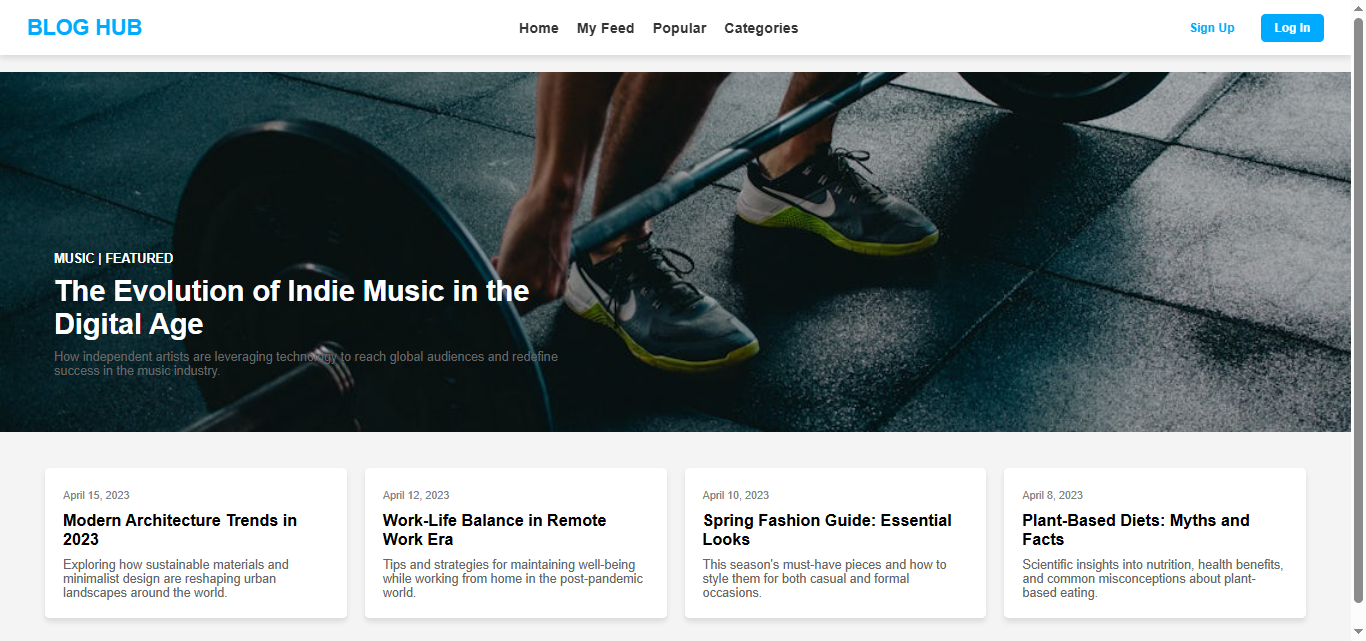 BLOG HUB
Home My Feed Popular Categories
Sign Up Log In
MUSIC | FEATURED
The Evolution of Indie Music in the
Digital Age
How independent artists are leveraging technology to reach global audiences and redefine
success in the music industry.
April 15, 2023
Modern Architecture Trends in
2023
Exploring how sustainable materials and
minimalist design are reshaping urban
landscapes around the world.
April 12, 2023
Work-Life Balance in Remote
Work Era
Tips and strategies for maintaining well-being
while working from home in the post-pandemic
world.
April 10, 2023
Spring Fashion Guide: Essential
Looks
This season's must-have pieces and how to
style them for both casual and formal
occasions.
April 8, 2023
Plant-Based Diets: Myths and
Facts
Scientific insights into nutrition, health benefits,
and common misconceptions about plant-
based eating.